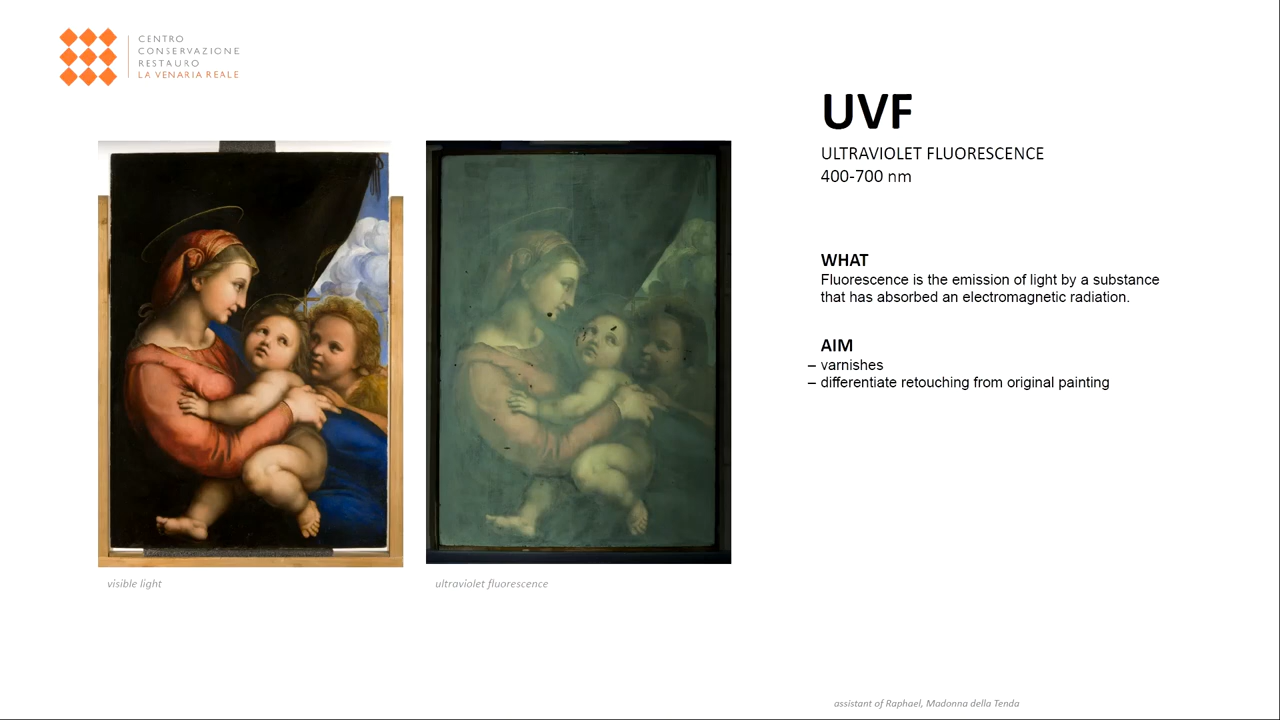 CENTRO
CONSERVAZIONE
RESTAURO
LA VENARIA REALE
UVF
ULTRAVIOLET FLUORESCENCE
400-700 nm
WHAT
Fluorescence is the emission of light by a substance
that has absorbed an electromagnetic radiation.
AIM
– varnishes
– differentiate retouching from original painting
visible light
ultraviolet fluorescence
assistant of Raphael, Madonna della Tenda